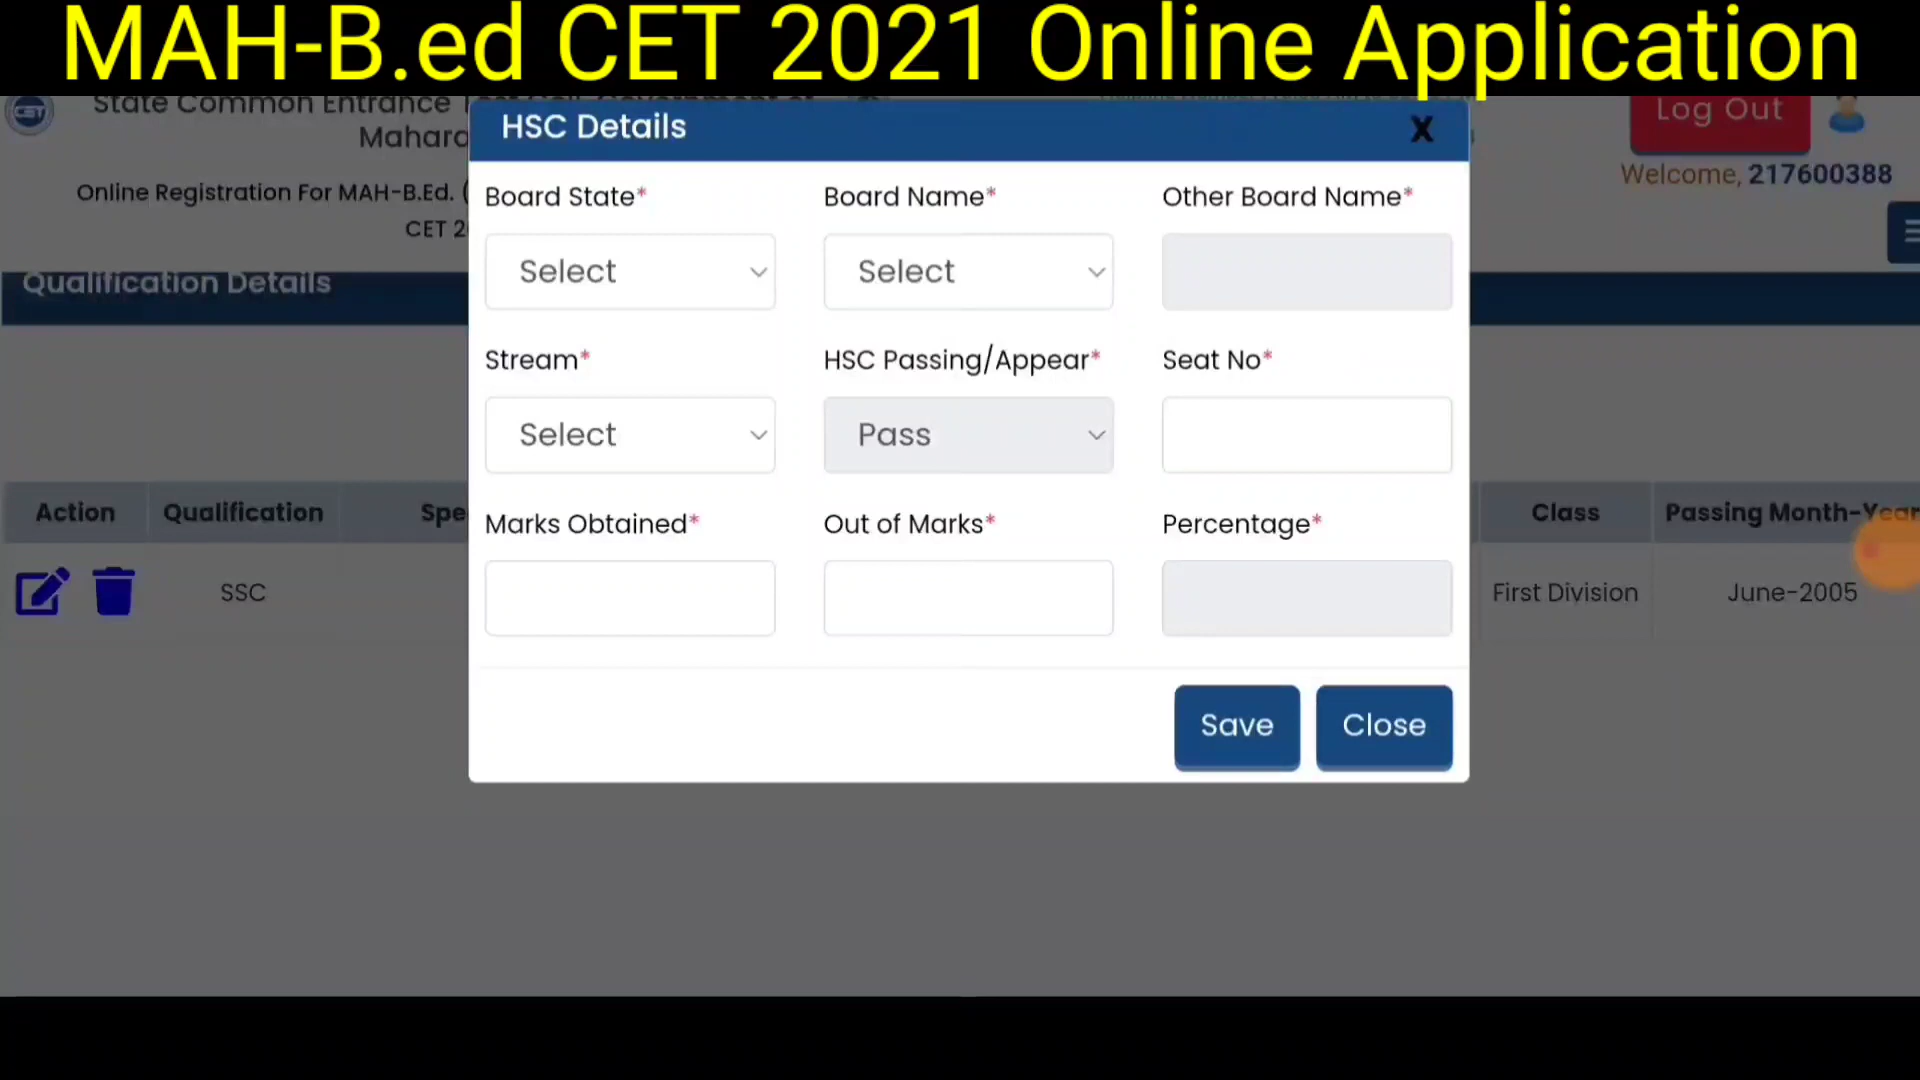 MAH-B.ed CET 2021 Online Application
State Common Entrance
Log Out
CET
HSC Details
X
Welcome, 217600388
Online Registration For MAH-B.Ed. (
Board State*
Board Name*
Other Board Name*
CET 2
Select
Select
Qualification Details
Stream*
HSC Passing/Appear*
Seat No*
Select
Pass
Action
Qualification
Spe
Marks Obtained*
Out of Marks*
Percentage*
Class
Passing Month-Year
SSC
First Division
June-2005
Save
Close